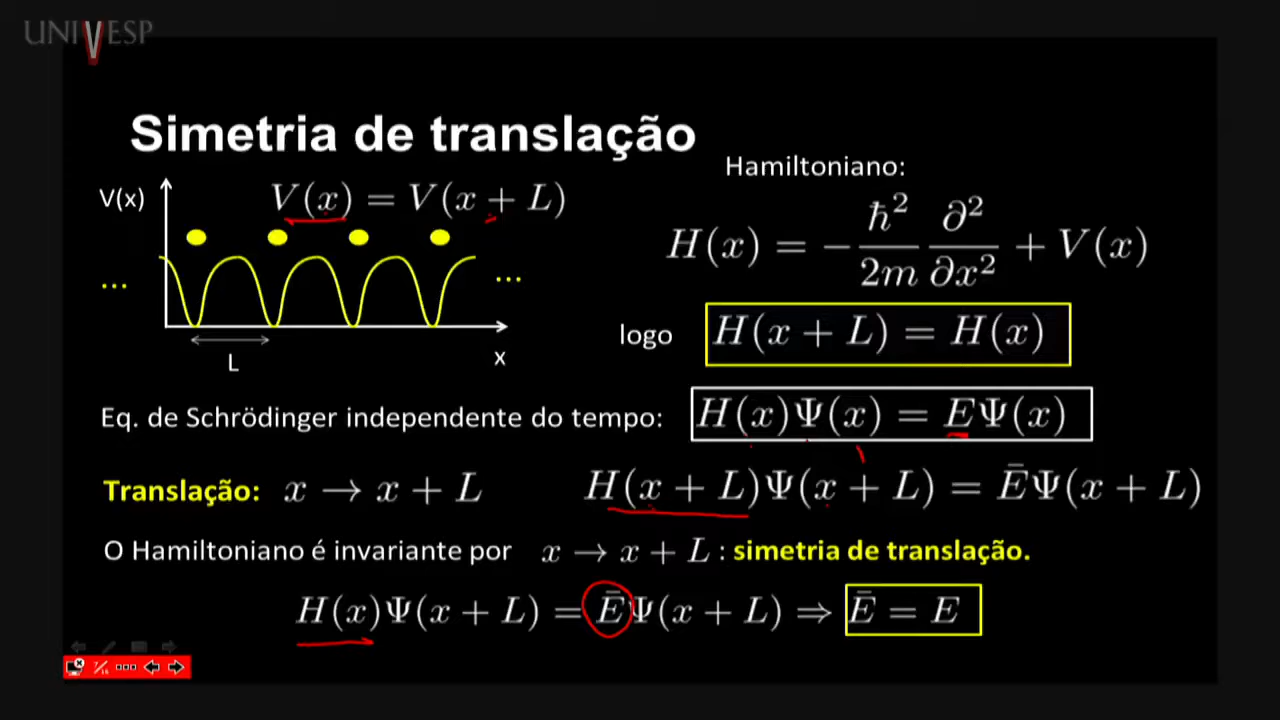 UNIVESP
Simetria de translação
V(x)
V(x) = V(x + L)
...
...
L
x
Hamiltoniano:
H(x) = −ħ²/2m ∂²/∂x² + V(x)
logo
H(x + L) = H(x)
Eq. de Schrödinger independente do tempo:
H(x)Ψ(x) = EΨ(x)
Translação: x → x + L
H(x + L)Ψ(x + L) = ĒΨ(x + L)
O Hamiltoniano é invariante por x → x + L : simetria de translação.
H(x)Ψ(x + L) = ĒΨ(x + L) ⇒ Ē = E